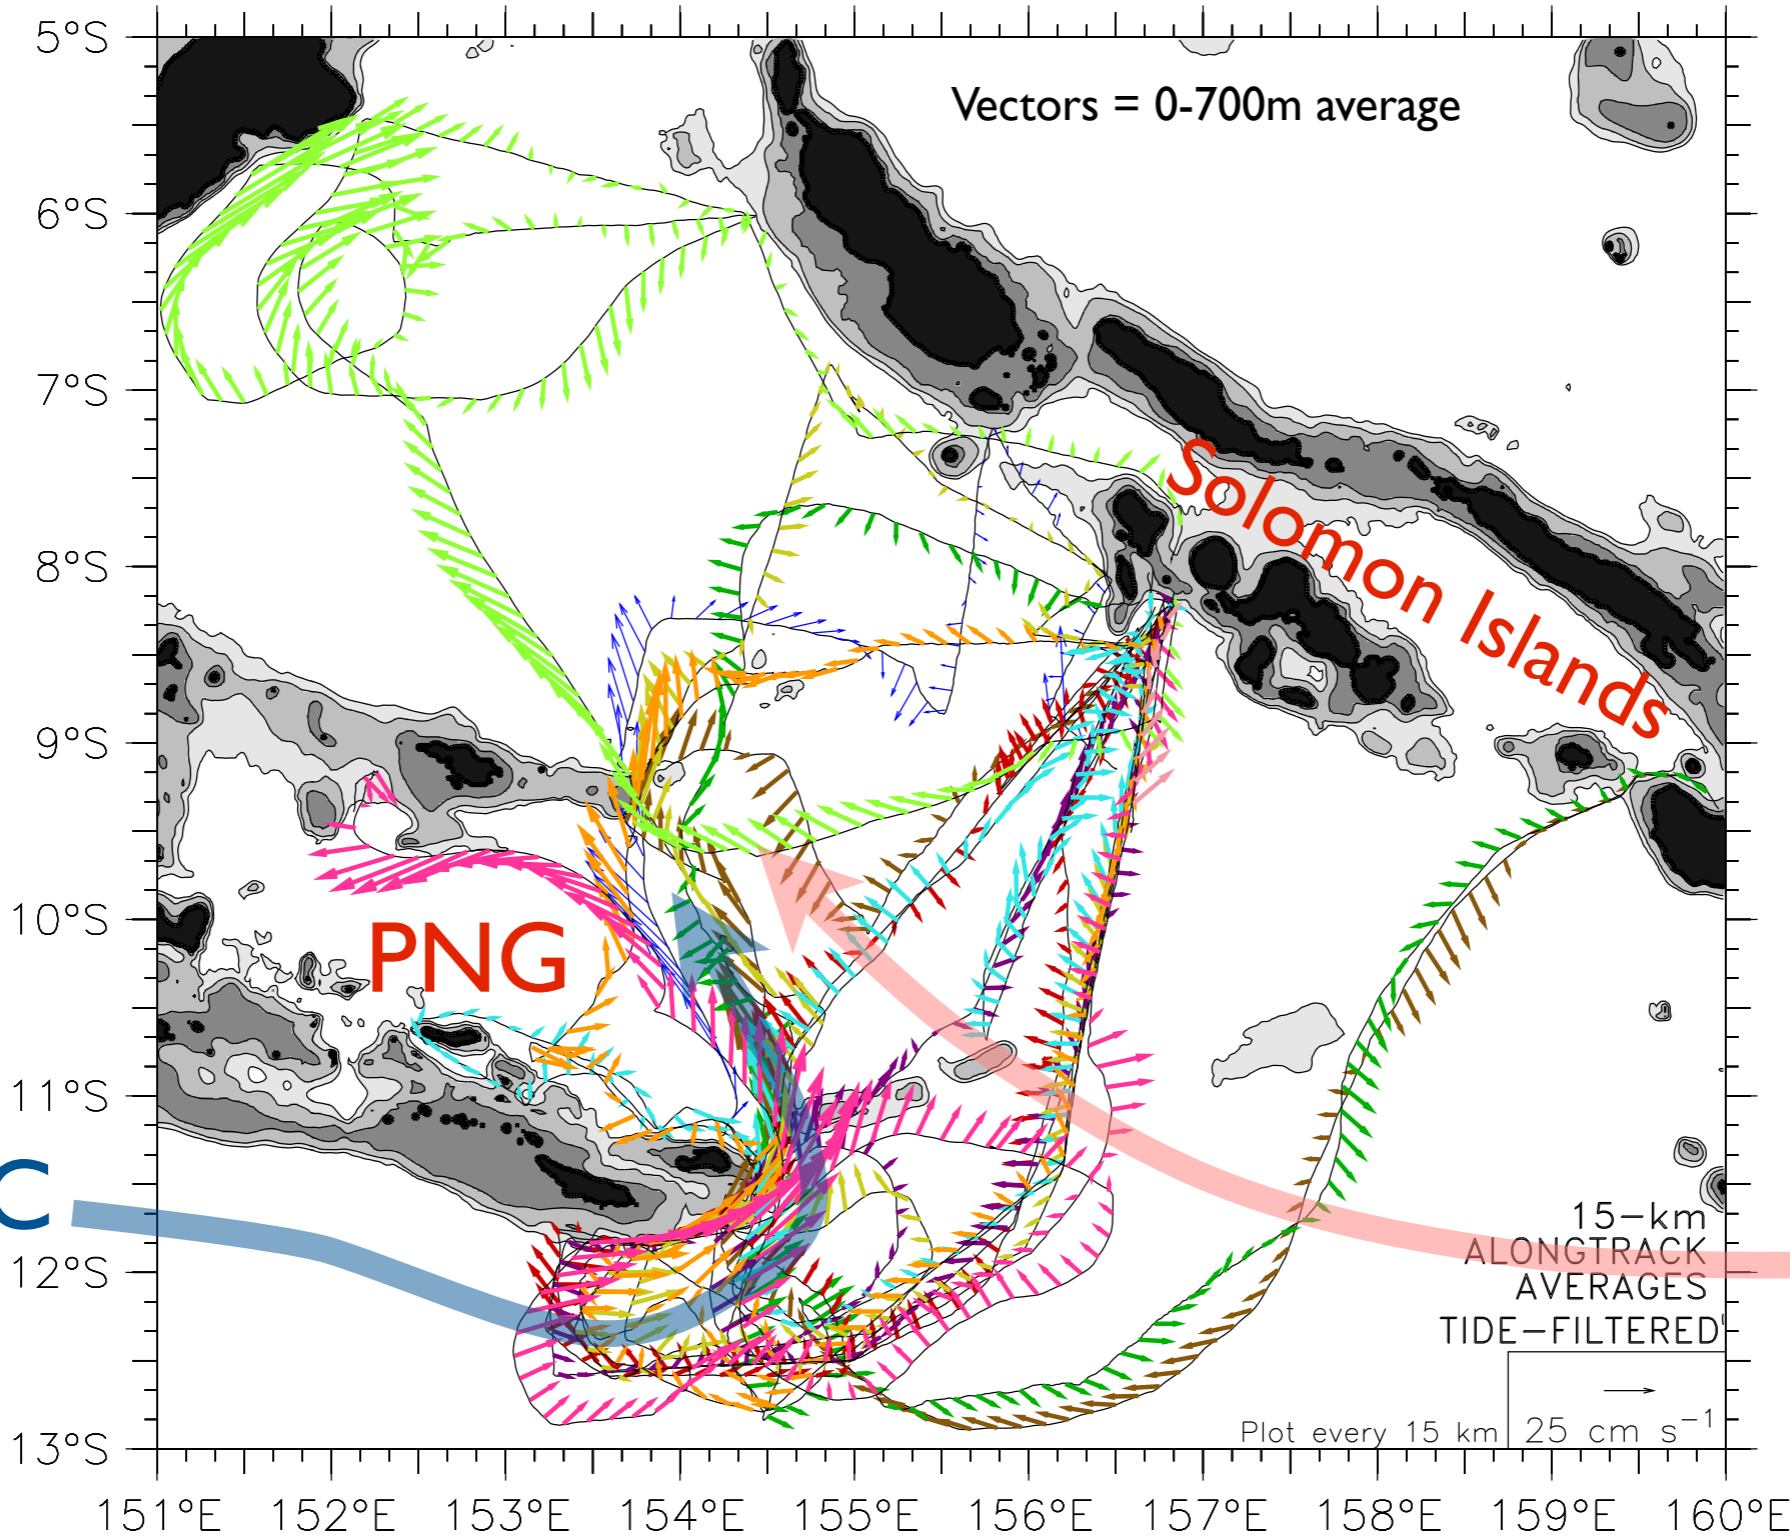 5°S
Vectors = 0-700m average
6°S
7°S
Solomon Islands
8°S
9°S
10°S
PNG
11°S
C
15-km
ALONGTRACK
AVERAGES
12°S
TIDE-FILTERED
Plot every 15 km
25 cm s⁻¹
13°S
151°E 152°E 153°E 154°E 155°E 156°E 157°E 158°E 159°E 160°E